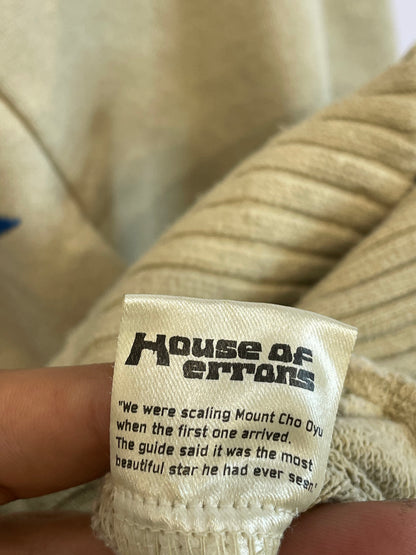 House of
errors
"We were scaling Mount Cho Oyu
when the first one arrived.
The guide said it was the most
beautiful star he had ever seen"